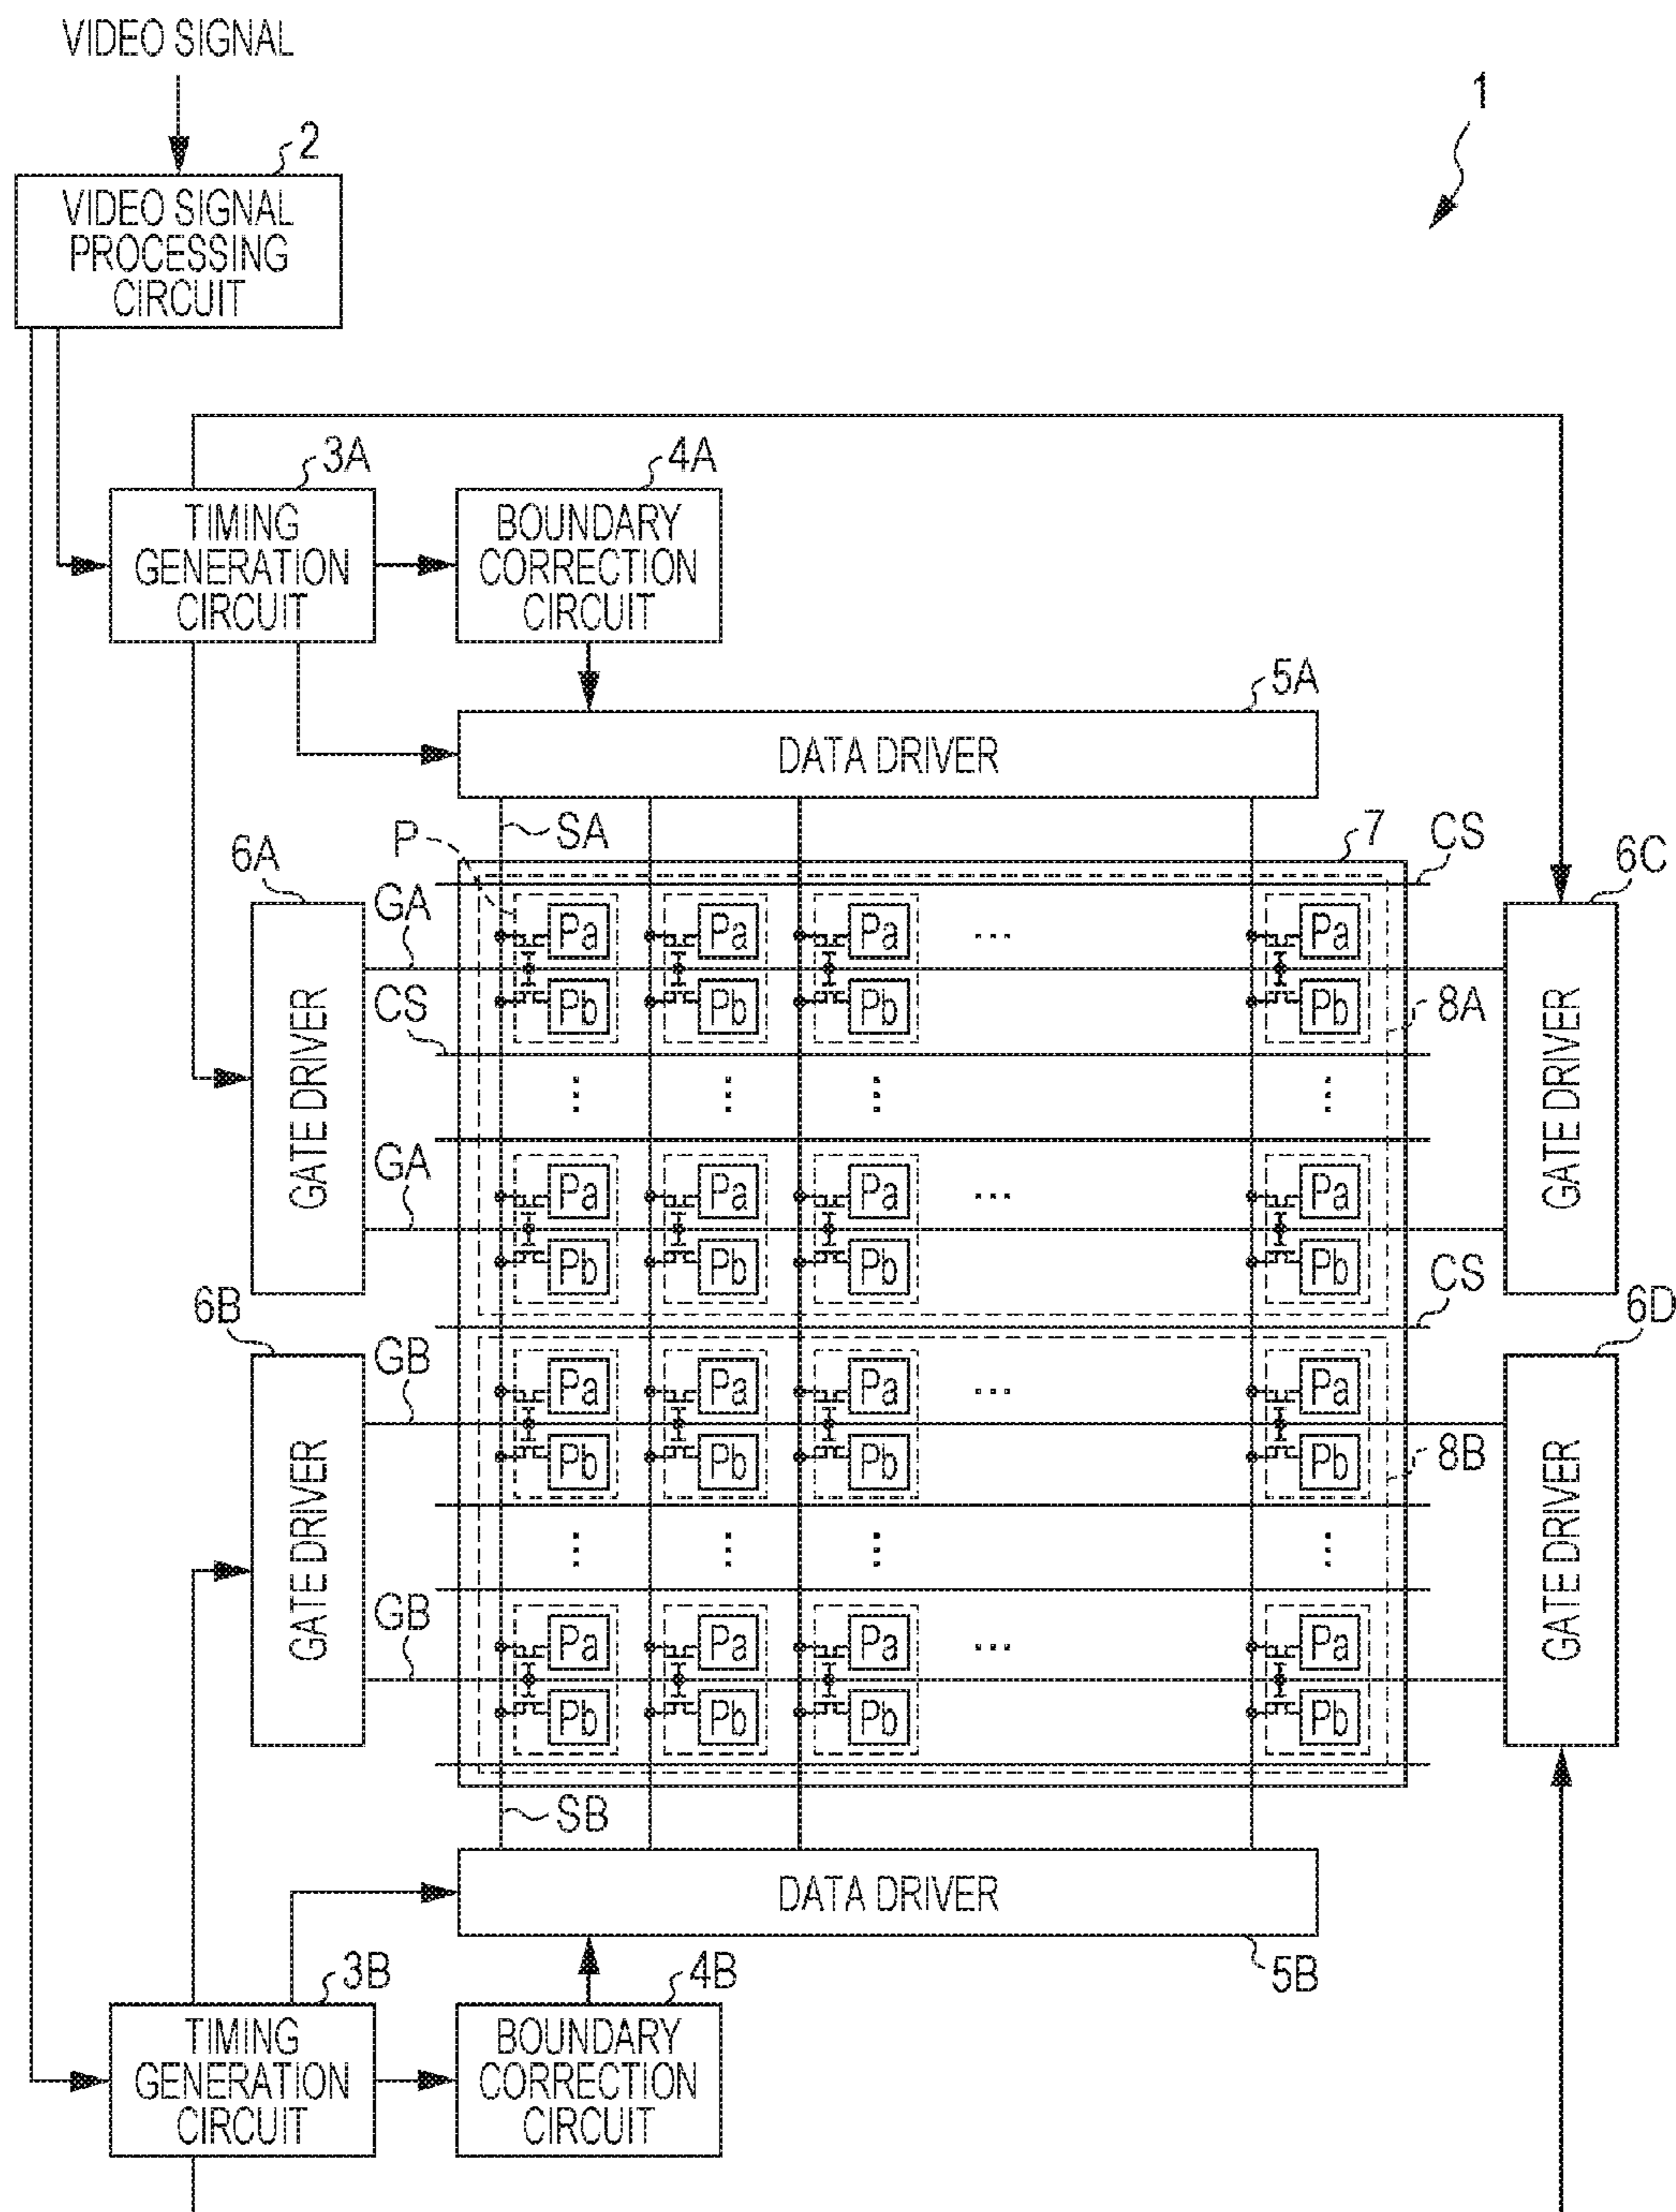 VIDEO SIGNAL
1
2
VIDEO SIGNAL
PROCESSING
CIRCUIT
3A
4A
TIMING
GENERATION
CIRCUIT
BOUNDARY
CORRECTION
CIRCUIT
5A
DATA DRIVER
SA
P
7
CS
6A
6C
GA
Pa Pa Pa ... Pa
CS
Pb Pb Pb Pb
8A
GATE DRIVER
GATE DRIVER
GA
Pa Pa Pa ... Pa
Pb Pb Pb Pb
CS
6B
6D
GB
Pa Pa Pa ... Pa
Pb Pb Pb Pb
8B
GATE DRIVER
GATE DRIVER
GB
Pa Pa Pa ... Pa
Pb Pb Pb Pb
SB
DATA DRIVER
5B
3B
4B
TIMING
GENERATION
CIRCUIT
BOUNDARY
CORRECTION
CIRCUIT